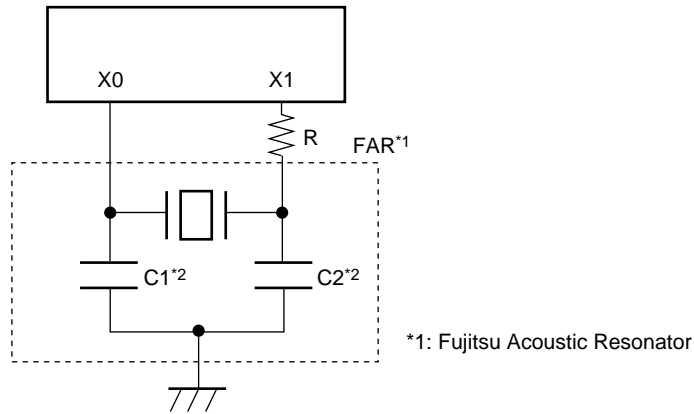 X0
X1
R
FAR*1
C1*2
C2*2
*1: Fujitsu Acoustic Resonator